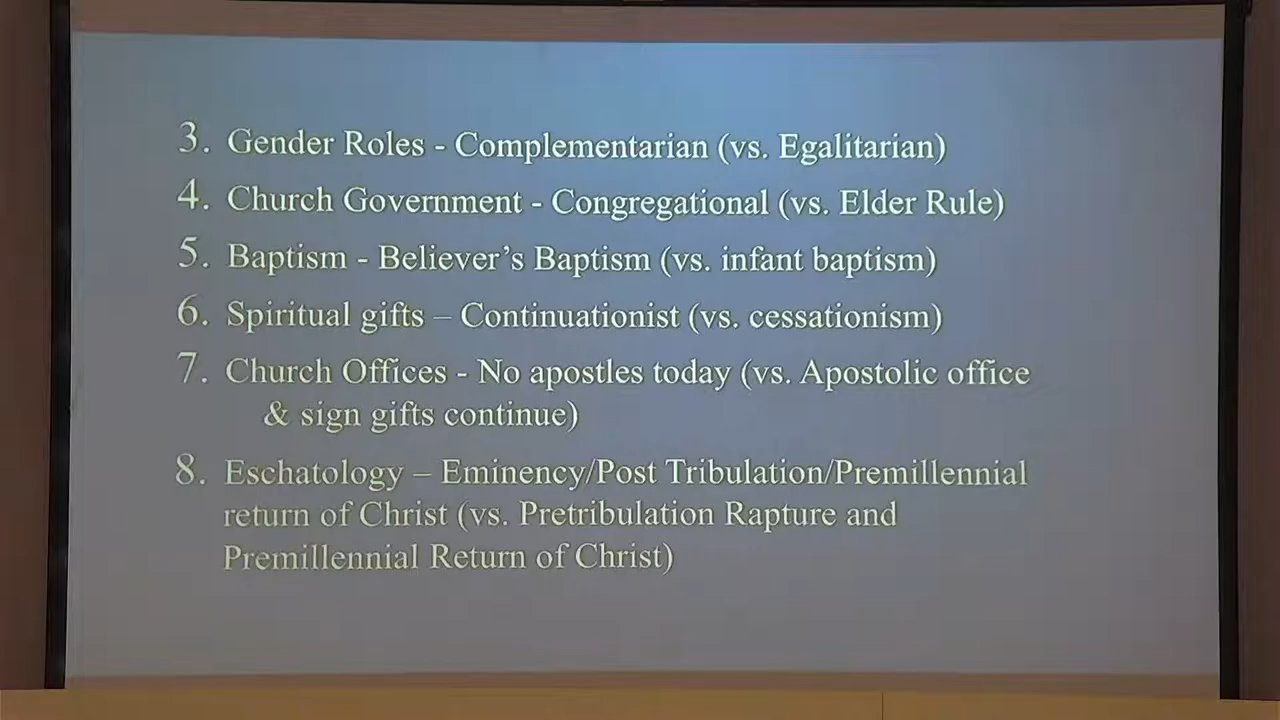 3. Gender Roles - Complementarian (vs. Egalitarian)
4. Church Government - Congregational (vs. Elder Rule)
5. Baptism - Believer’s Baptism (vs. infant baptism)
6. Spiritual gifts – Continuationist (vs. cessationism)
7. Church Offices - No apostles today (vs. Apostolic office
& sign gifts continue)
8. Eschatology – Eminency/Post Tribulation/Premillennial
return of Christ (vs. Pretribulation Rapture and
Premillennial Return of Christ)